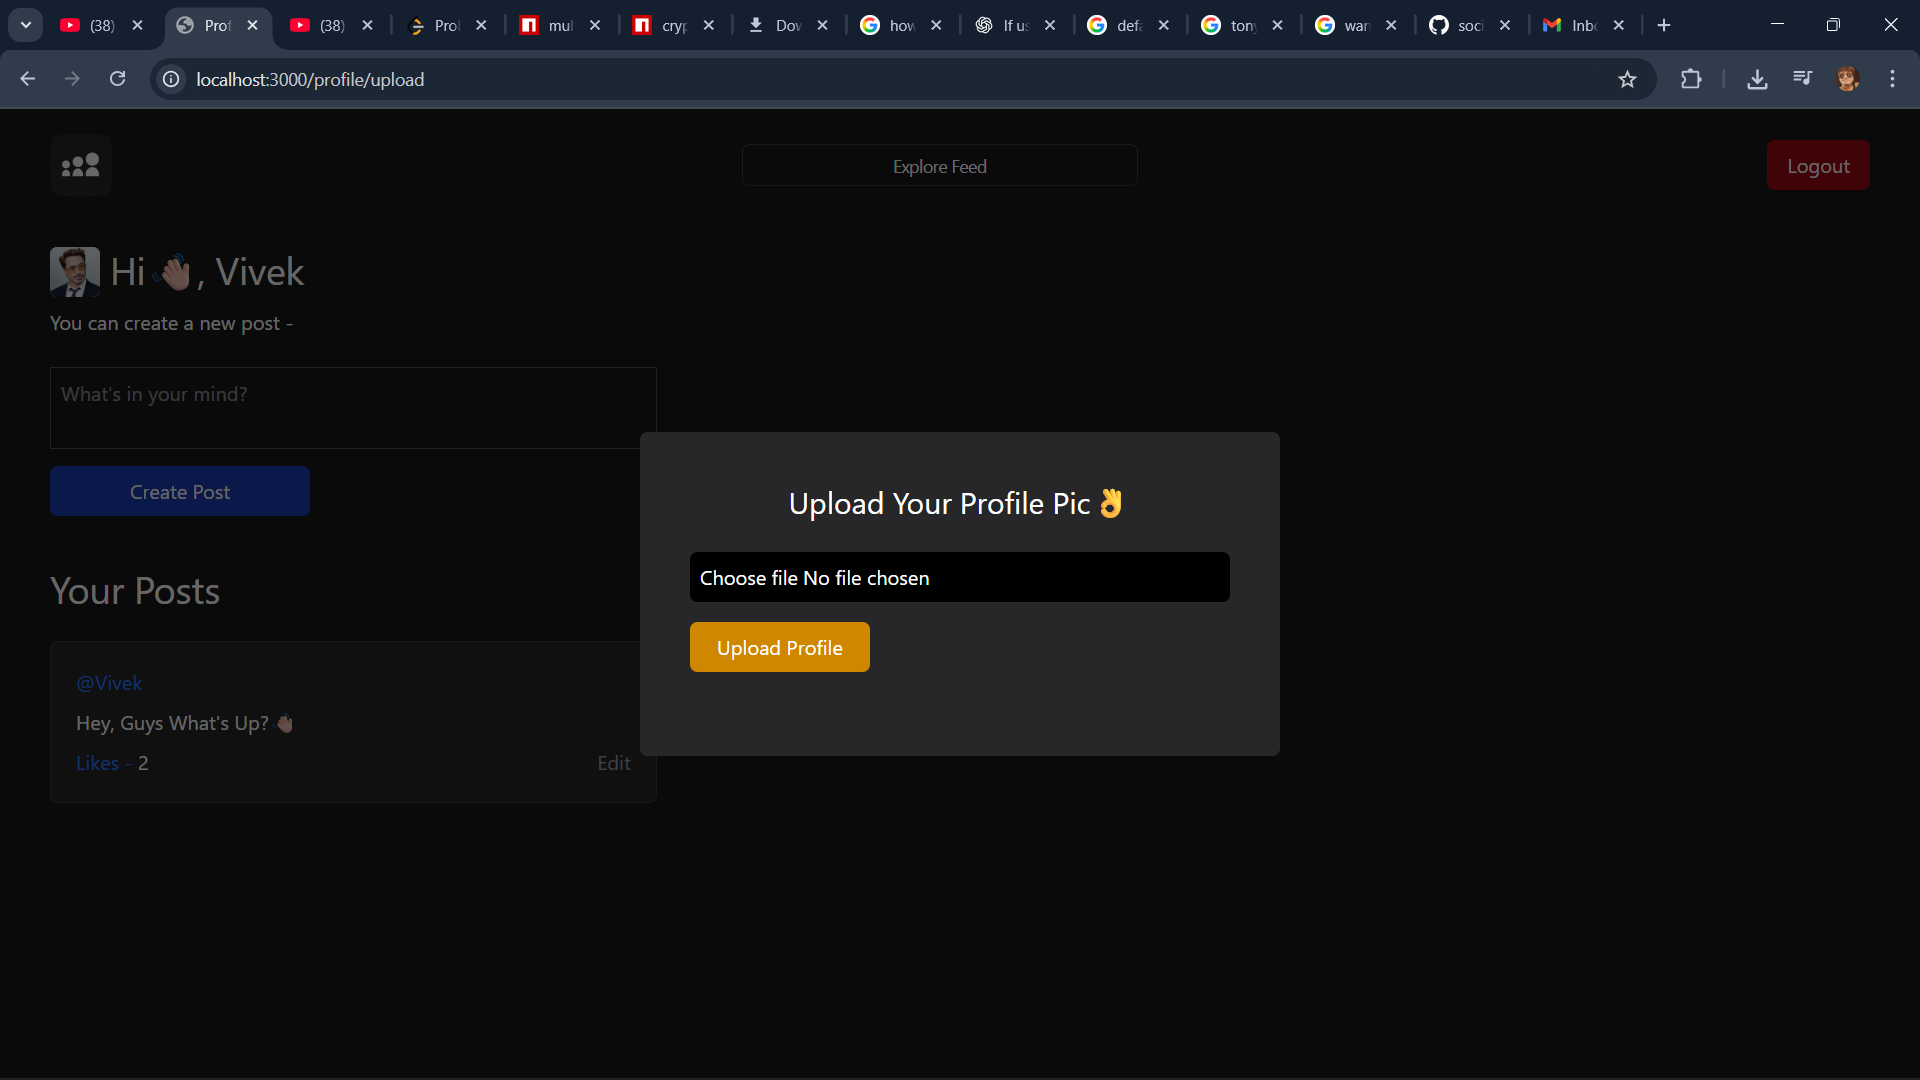 (38)
Prof
(38)
Prol
mul
cryp
Dov
how
If us
defa
tony
wan
soci
Inbo
localhost:3000/profile/upload
Explore Feed
Logout
Hi 👋🏽, Vivek
You can create a new post -
What's in your mind?
Create Post
Upload Your Profile Pic 👌
Choose file No file chosen
Upload Profile
Your Posts
@Vivek
Hey, Guys What's Up? 👋🏽
Likes - 2
Edit